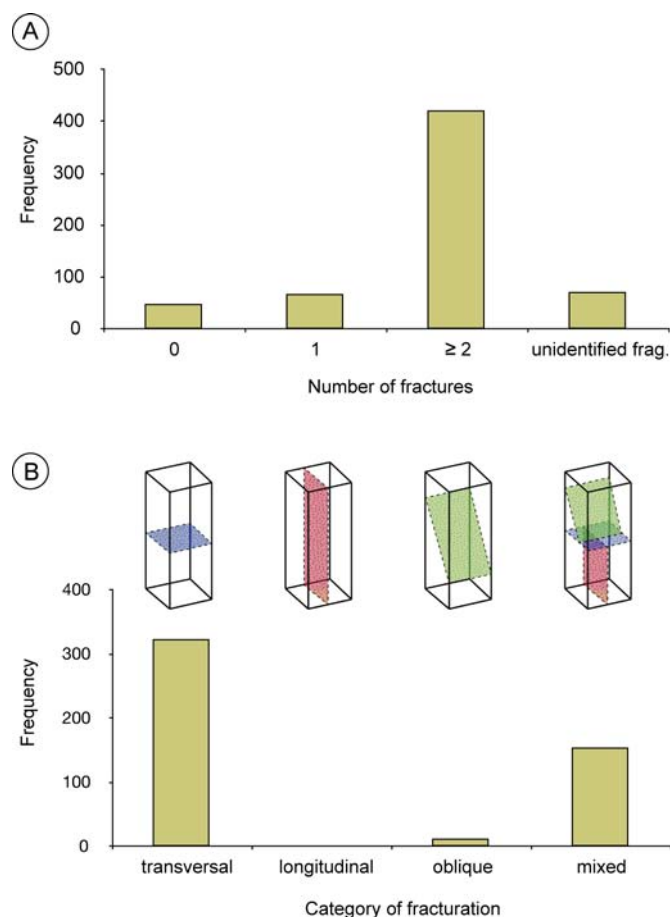 A
500
400
300
200
100
0
Frequency
0 1 ≥ 2 unidentified frag.
Number of fractures
B
400
300
200
100
0
Frequency
transversal longitudinal oblique mixed
Category of fracturation